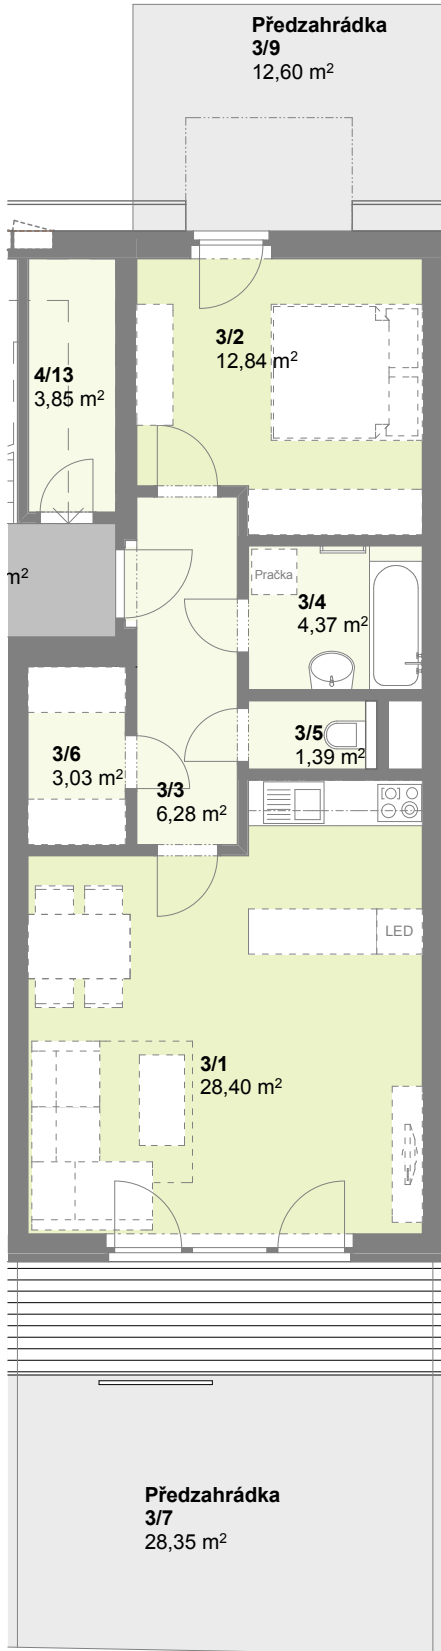 Předzahrádka
3/9
12,60 m²
3/2
12,84 m²
4/13
3,85 m²
m²
Pračka
3/4
4,37 m²
3/5
1,39 m²
3/6
3,03 m²
3/3
6,28 m²
LED
3/1
28,40 m²
Předzahrádka
3/7
28,35 m²